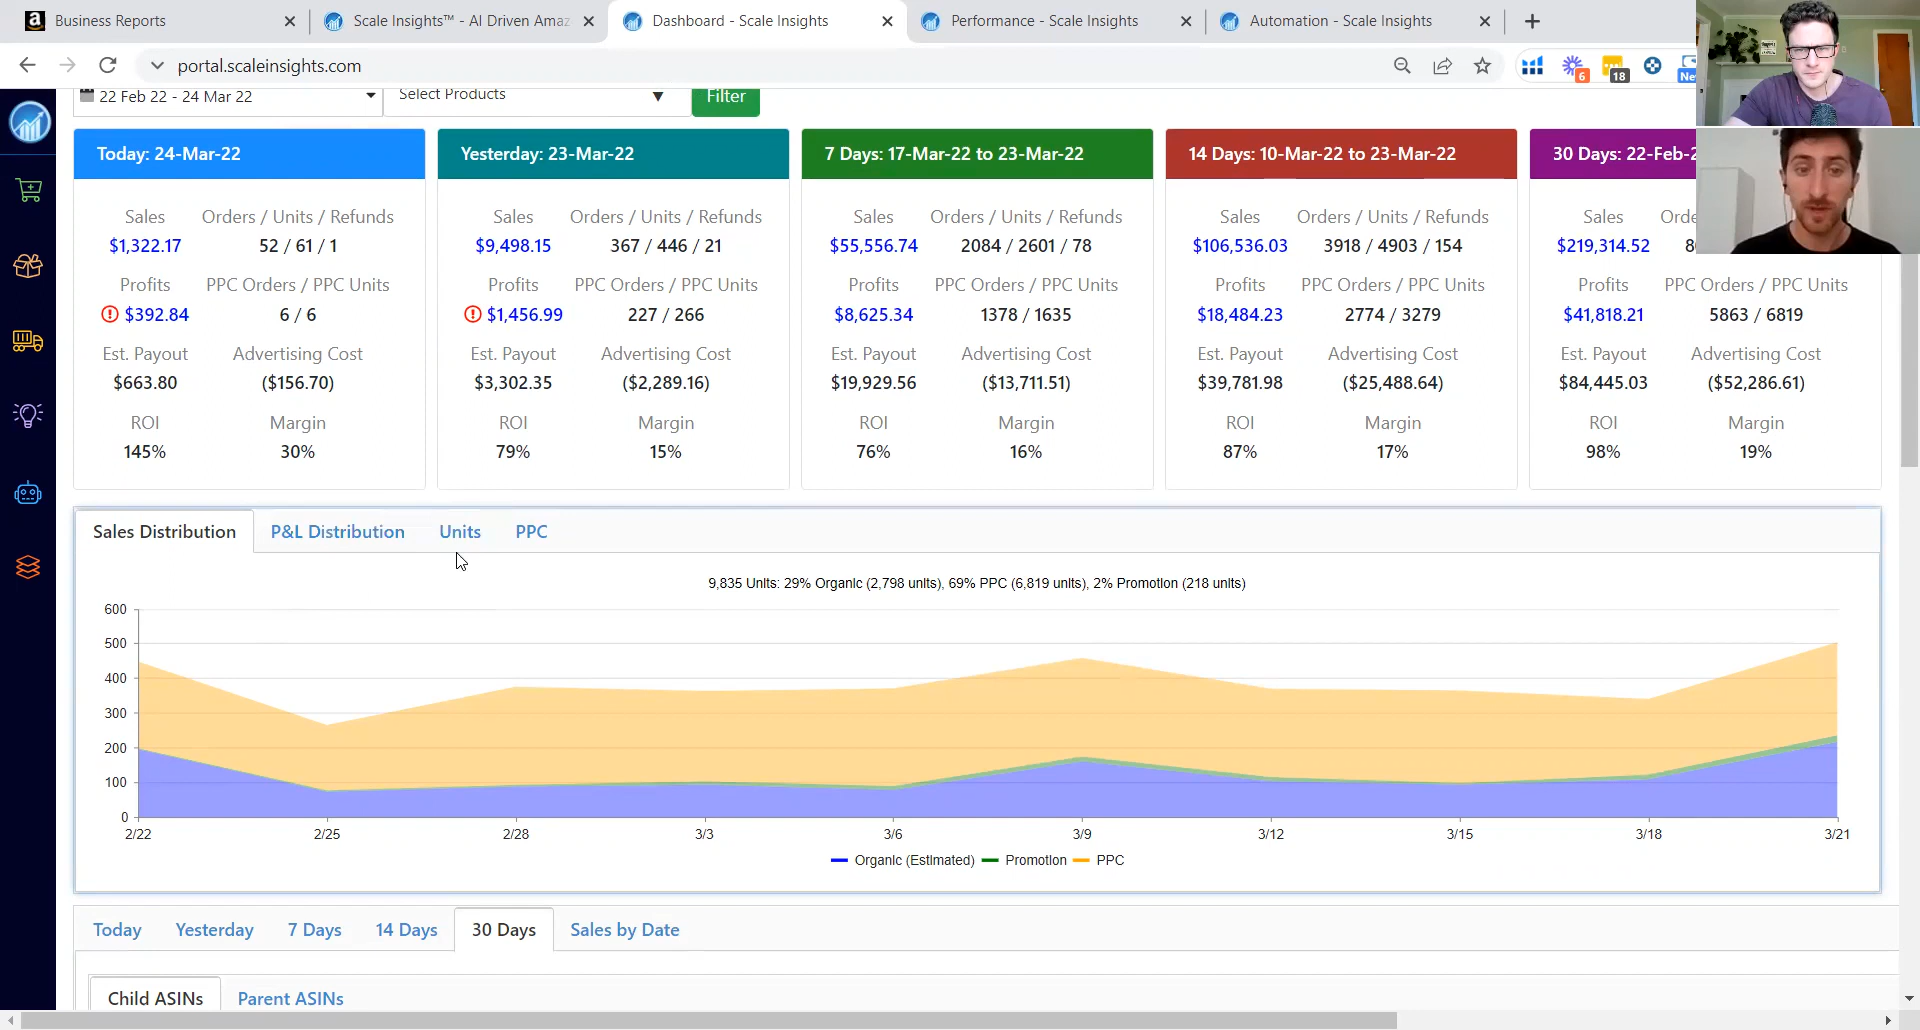 Business Reports
Scale Insights™ - AI Driven Amaz
Dashboard - Scale Insights
Performance - Scale Insights
Automation - Scale Insights
portal.scaleinsights.com
6
18
Ne
22 Feb 22 - 24 Mar 22
Select Products
Filter
Today: 24-Mar-22
Yesterday: 23-Mar-22
7 Days: 17-Mar-22 to 23-Mar-22
14 Days: 10-Mar-22 to 23-Mar-22
30 Days: 22-Feb-2
Sales Orders / Units / Refunds
$1,322.17 52 / 61 / 1
Profits PPC Orders / PPC Units
$392.84 6 / 6
Est. Payout Advertising Cost
$663.80 ($156.70)
ROI Margin
145% 30%
Sales Orders / Units / Refunds
$9,498.15 367 / 446 / 21
Profits PPC Orders / PPC Units
$1,456.99 227 / 266
Est. Payout Advertising Cost
$3,302.35 ($2,289.16)
ROI Margin
79% 15%
Sales Orders / Units / Refunds
$55,556.74 2084 / 2601 / 78
Profits PPC Orders / PPC Units
$8,625.34 1378 / 1635
Est. Payout Advertising Cost
$19,929.56 ($13,711.51)
ROI Margin
76% 16%
Sales Orders / Units / Refunds
$106,536.03 3918 / 4903 / 154
Profits PPC Orders / PPC Units
$18,484.23 2774 / 3279
Est. Payout Advertising Cost
$39,781.98 ($25,488.64)
ROI Margin
87% 17%
Sales Orde
$219,314.52 8
Profits PPC Orders / PPC Units
$41,818.21 5863 / 6819
Est. Payout Advertising Cost
$84,445.03 ($52,286.61)
ROI Margin
98% 19%
Sales Distribution P&L Distribution Units PPC
9,835 Units: 29% Organic (2,798 units), 69% PPC (6,819 units), 2% Promotion (218 units)
600
500
400
300
200
100
0
2/22 2/25 2/28 3/3 3/6 3/9 3/12 3/15 3/18 3/21
Organic (Estimated) Promotion PPC
Today Yesterday 7 Days 14 Days 30 Days Sales by Date
Child ASINs Parent ASINs